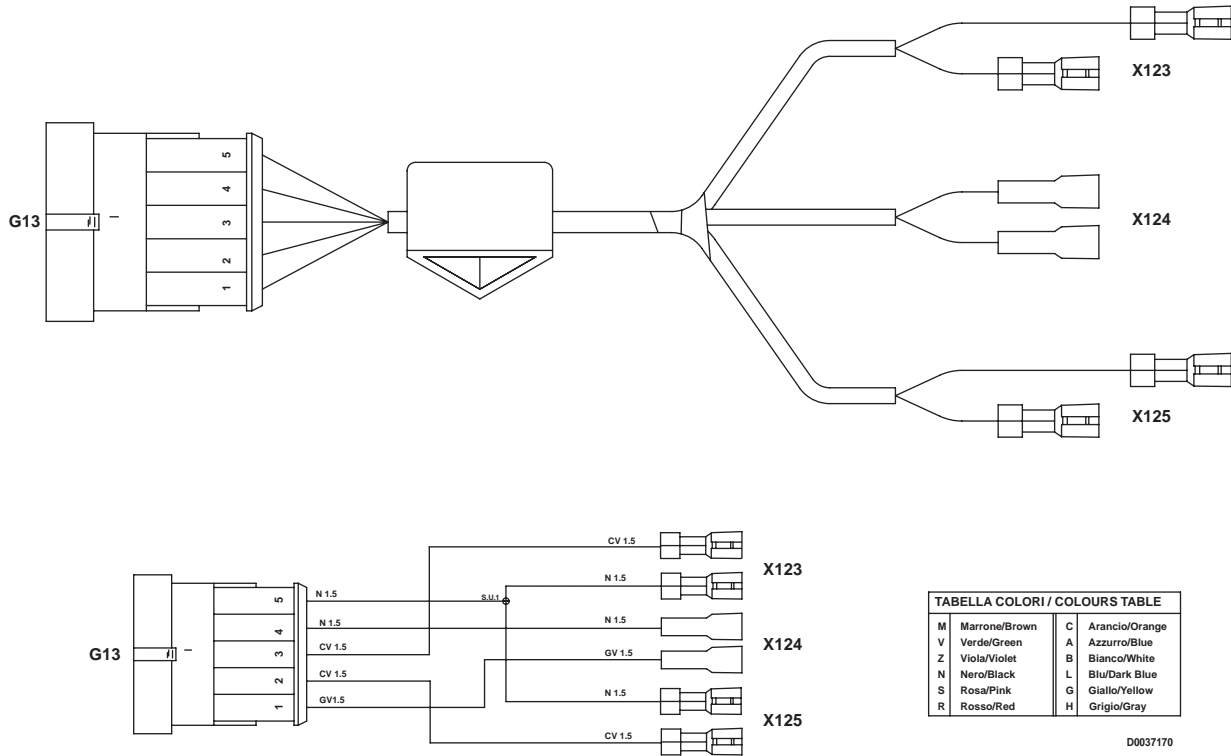 X123
5
4
G13
3
X124
2
1
X125
CV 1.5
X123
N 1.5
5
N 1.5
S.U.1
4
N 1.5
N 1.5
X124
G13
3
CV 1.5
GV 1.5
2
CV 1.5
1
GV1.5
N 1.5
X125
CV 1.5
TABELLA COLORI / COLOURS TABLE
M Marrone/Brown C Arancio/Orange
V Verde/Green A Azzurro/Blue
Z Viola/Violet B Bianco/White
N Nero/Black L Blu/Dark Blue
S Rosa/Pink G Giallo/Yellow
R Rosso/Red H Grigio/Gray
D0037170